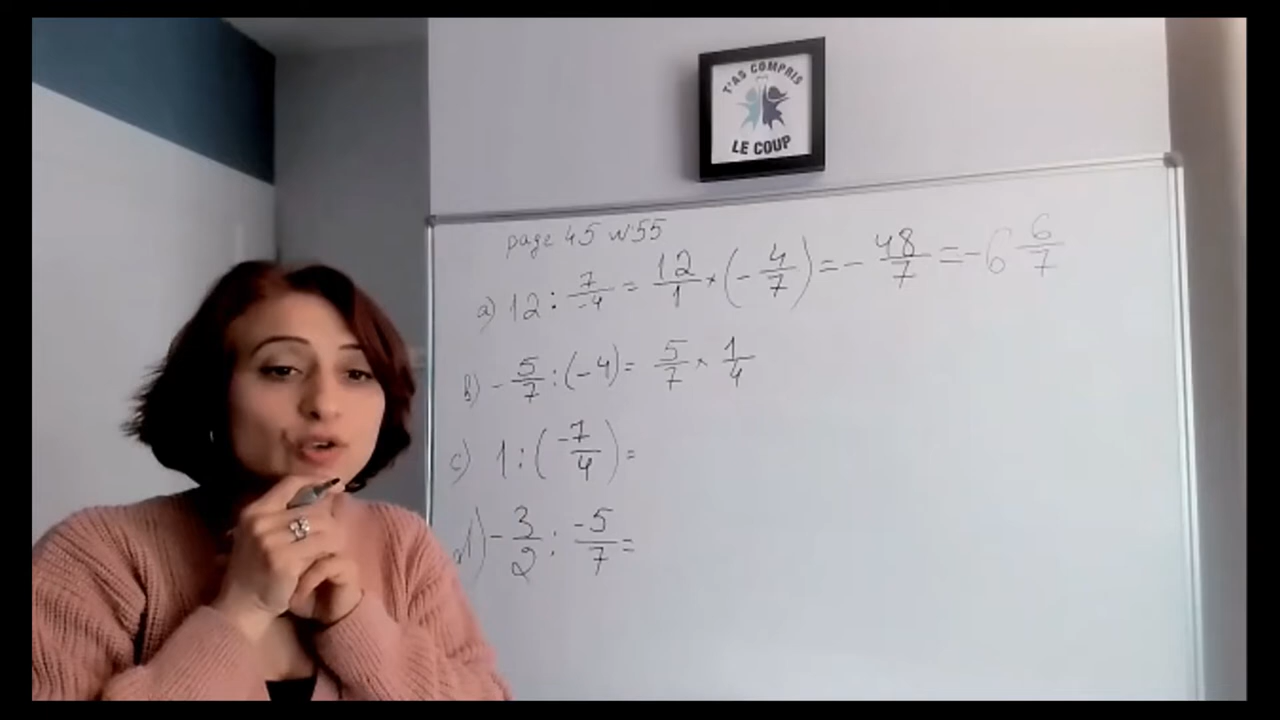 T'AS COMPRIS
LE COUP
page 45 N55
a) 12 : 7/-4 = 12/1 × (- 4/7) = - 48/7 = - 6 6/7
b) - 5/7 : (-4) = 5/7 × 1/4
c) 1 : (-7/4) =
d) - 3/2 : -5/7 =